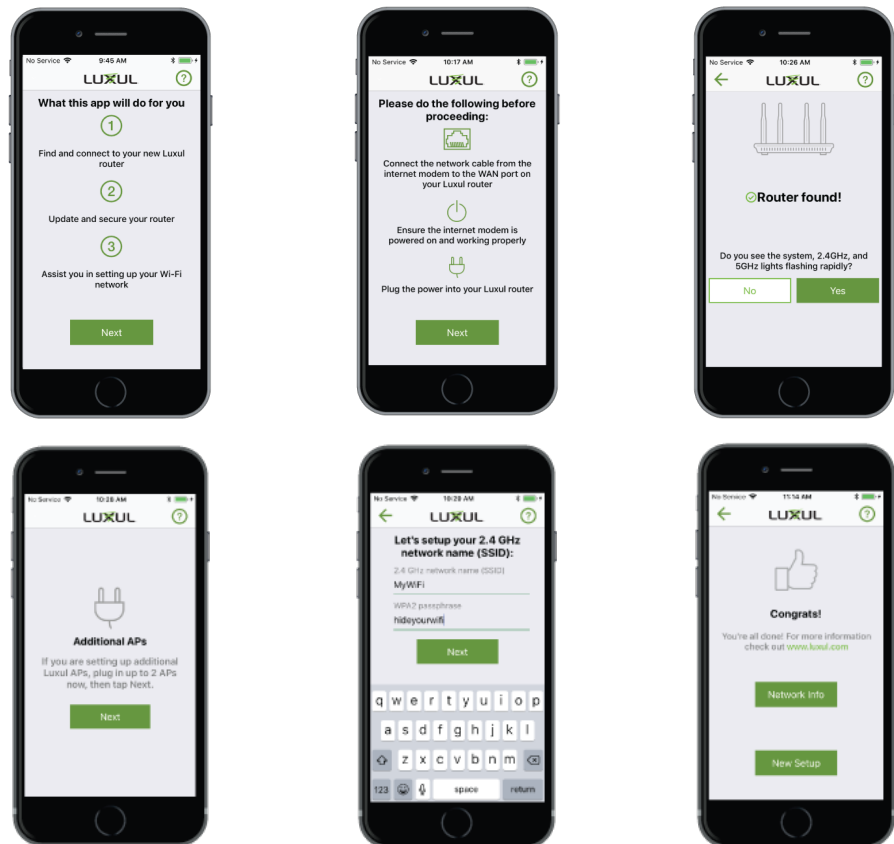 No Service 9:45 AM
LUXUL
?
What this app will do for you
1
Find and connect to your new Luxul
router
2
Update and secure your router
3
Assist you in setting up your Wi-Fi
network
Next
No Service 10:17 AM
LUXUL
?
Please do the following before
proceeding:
Connect the network cable from the
internet modem to the WAN port on
your Luxul router
Ensure the internet modem is
powered on and working properly
Plug the power into your Luxul router
Next
No Service 10:26 AM
LUXUL
?
Router found!
Do you see the system, 2.4GHz, and
5GHz lights flashing rapidly?
No Yes
No Service 10:28 AM
LUXUL
?
Additional APs
If you are setting up additional
Luxul APs, plug in up to 2 APs
now, then tap Next.
Next
No Service 10:29 AM
LUXUL
?
Let's setup your 2.4 GHz
network name (SSID):
2.4 GHz network name (SSID)
MyWiFi
WPA2 passphrase
hideyourwifi
Next
q w e r t y u i o p
a s d f g h j k l
z x c v b n m
123 space return
No Service 11:14 AM
LUXUL
?
Congrats!
You're all done! For more information
check out www.luxul.com
Network Info
New Setup